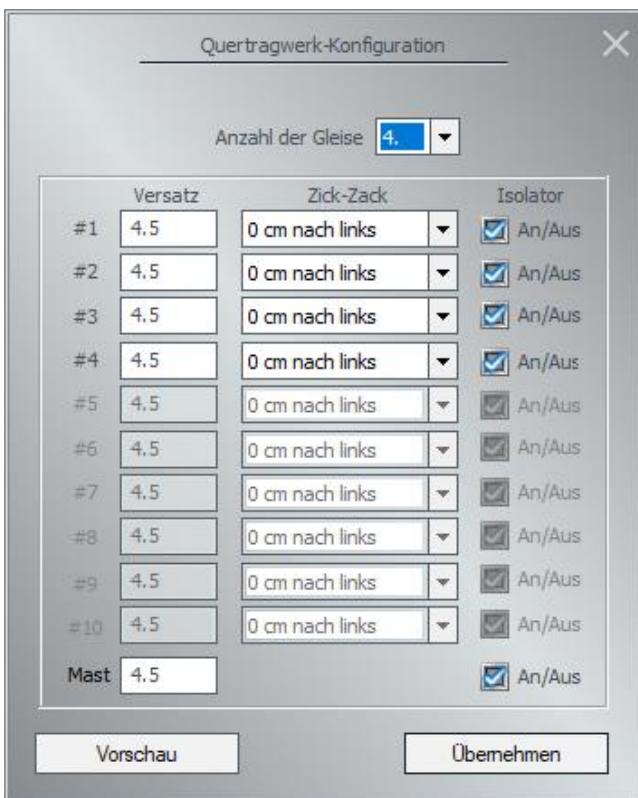 Quertragwerk-Konfiguration
Anzahl der Gleise 4.
Versatz Zick-Zack Isolator
#1 4.5 0 cm nach links An/Aus
#2 4.5 0 cm nach links An/Aus
#3 4.5 0 cm nach links An/Aus
#4 4.5 0 cm nach links An/Aus
#5 4.5 0 cm nach links An/Aus
#6 4.5 0 cm nach links An/Aus
#7 4.5 0 cm nach links An/Aus
#8 4.5 0 cm nach links An/Aus
#9 4.5 0 cm nach links An/Aus
#10 4.5 0 cm nach links An/Aus
Mast 4.5 An/Aus
Vorschau Übernehmen